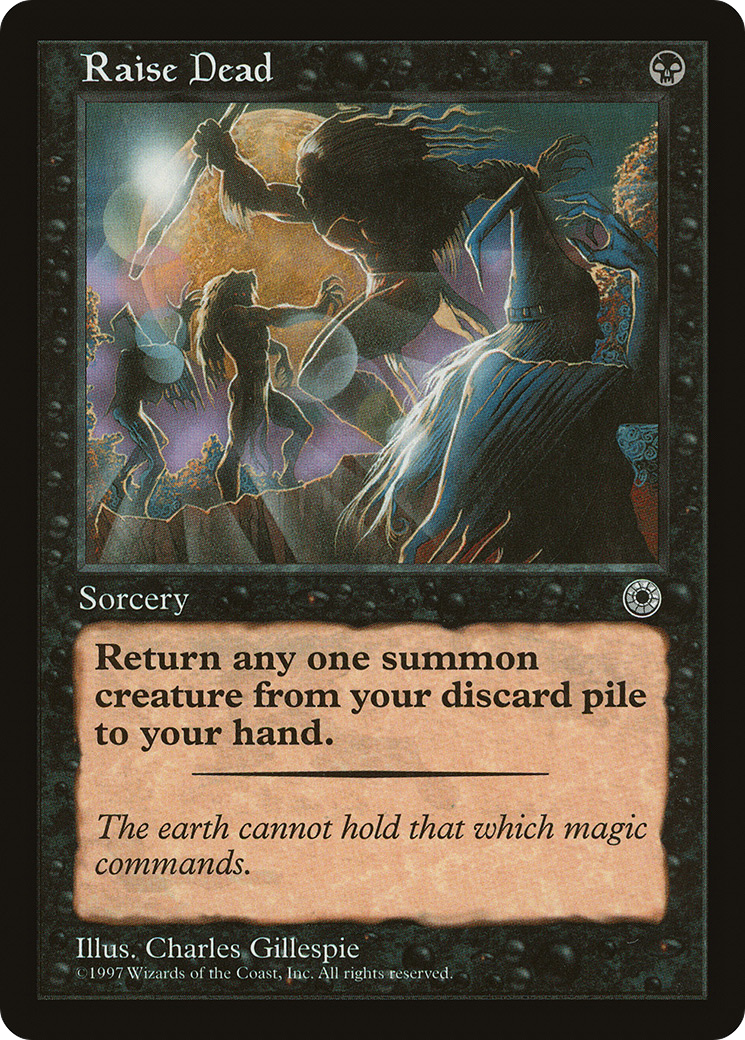 Raise Dead
Sorcery
Return any one summon
creature from your discard pile
to your hand.
The earth cannot hold that which magic
commands.
Illus. Charles Gillespie
©1997 Wizards of the Coast, Inc. All rights reserved.